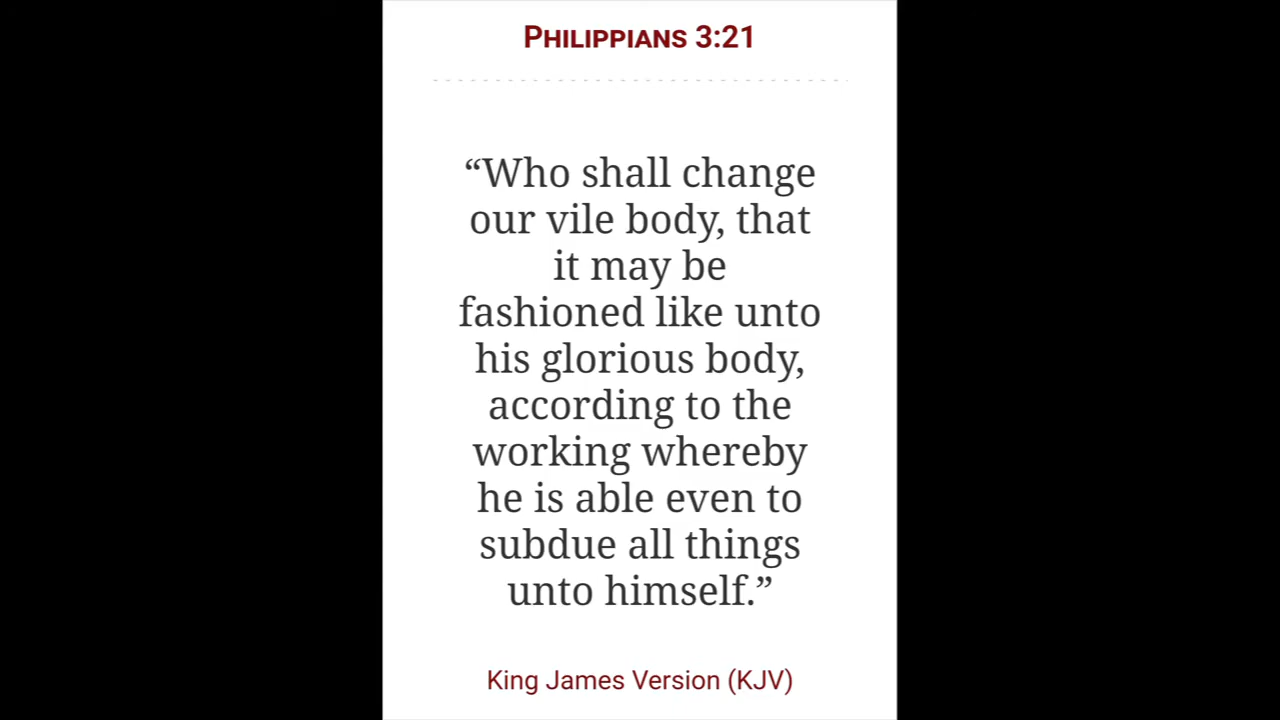 Philippians 3:21
“Who shall change
our vile body, that
it may be
fashioned like unto
his glorious body,
according to the
working whereby
he is able even to
subdue all things
unto himself.”
King James Version (KJV)